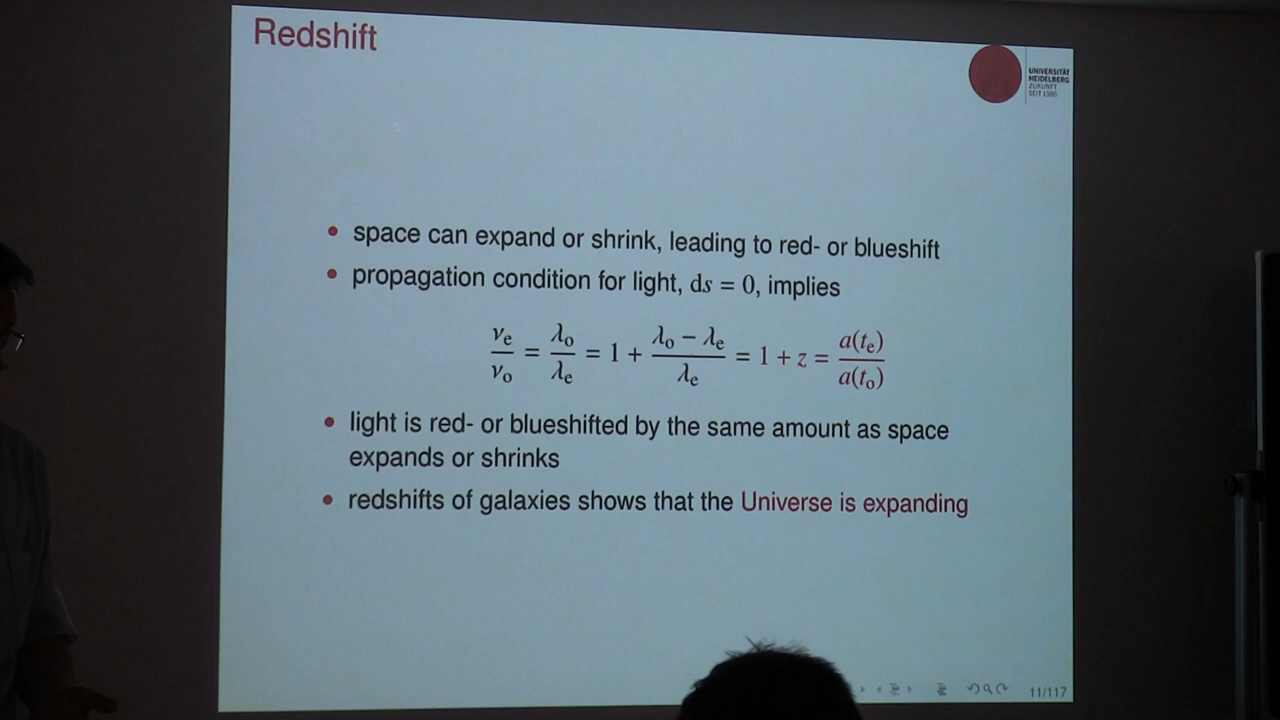 Redshift
UNIVERSITÄT
HEIDELBERG
ZUKUNFT
SEIT 1386
• space can expand or shrink, leading to red- or blueshift
• propagation condition for light, ds = 0, implies
νe/νo = λo/λe = 1 + (λo − λe)/λe = 1 + z = a(te)/a(to)
• light is red- or blueshifted by the same amount as space
expands or shrinks
• redshifts of galaxies shows that the Universe is expanding
11/117